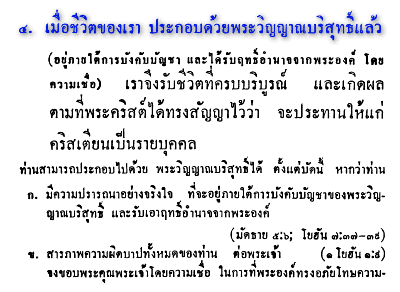 ๔. เมื่อชีวิตของเรา ประกอบด้วยพระวิญญาณบริสุทธิ์แล้ว
(อยู่ภายใต้การบังคับบัญชา และได้รับฤทธิ์อำนาจจากพระองค์ โดย
ความเชื่อ) เราจึงรับชีวิตที่ครบบริบูรณ์ และเกิดผล
ตามที่พระคริสต์ได้ทรงสัญญาไว้ว่า จะประทานให้แก่
คริสเตียนเป็นรายบุคคล
ท่านสามารถประกอบไปด้วย พระวิญญาณบริสุทธิ์ได้ ตั้งแต่บัดนี้ หากว่าท่าน
ก. มีความปรารถนาอย่างจริงใจ ที่จะอยู่ภายใต้การบังคับบัญชาของพระวิญ-
ญาณบริสุทธิ์ และรับเอาฤทธิ์อำนาจจากพระองค์
(มัดธาย ๕:๖; โยฮัน ๗:๓๗-๓๙)
ข. สารภาพความผิดบาปทั้งหมดของท่าน ต่อพระเจ้า (๑ โยฮัน ๑:๙)
จงขอบพระคุณพระเจ้าโดยความเชื่อ ในการที่พระองค์ทรงอภัยโทษความ-